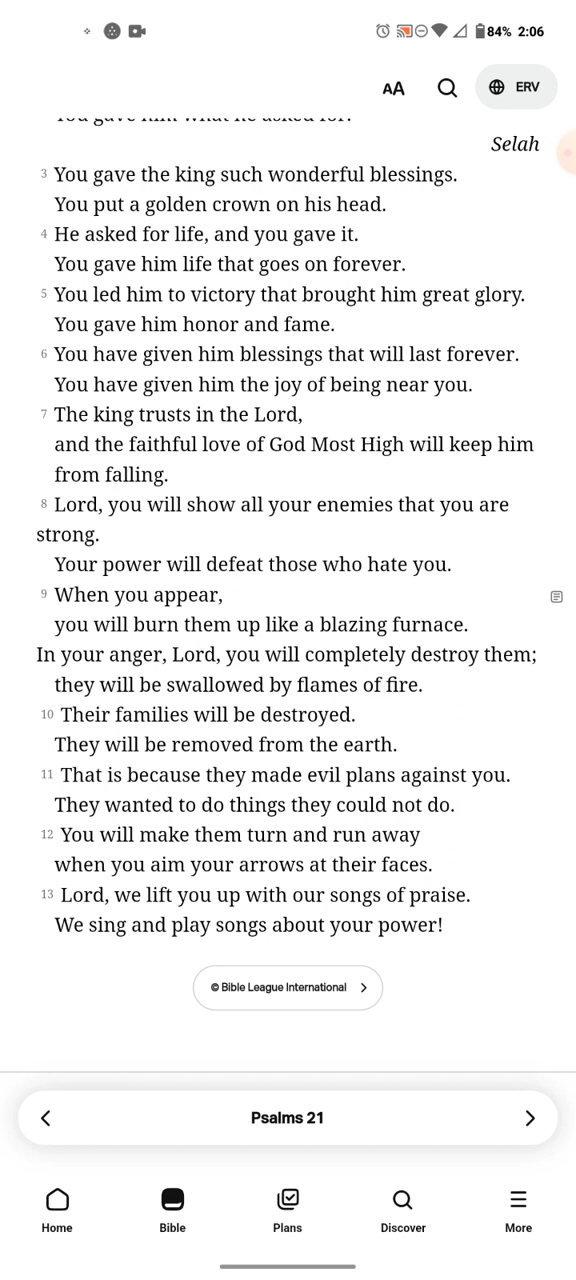 84% 2:06
AA ERV
You gave him what he asked for.
Selah
3 You gave the king such wonderful blessings.
You put a golden crown on his head.
4 He asked for life, and you gave it.
You gave him life that goes on forever.
5 You led him to victory that brought him great glory.
You gave him honor and fame.
6 You have given him blessings that will last forever.
You have given him the joy of being near you.
7 The king trusts in the Lord,
and the faithful love of God Most High will keep him
from falling.
8 Lord, you will show all your enemies that you are
strong.
Your power will defeat those who hate you.
9 When you appear,
you will burn them up like a blazing furnace.
In your anger, Lord, you will completely destroy them;
they will be swallowed by flames of fire.
10 Their families will be destroyed.
They will be removed from the earth.
11 That is because they made evil plans against you.
They wanted to do things they could not do.
12 You will make them turn and run away
when you aim your arrows at their faces.
13 Lord, we lift you up with our songs of praise.
We sing and play songs about your power!
© Bible League International
Psalms 21
Home Bible Plans Discover More